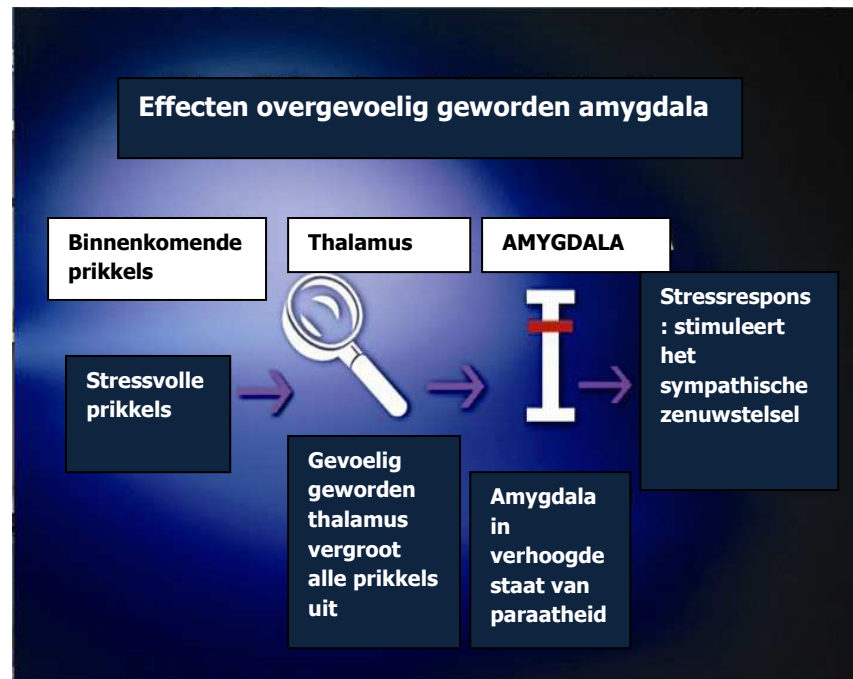 Effecten overgevoelig geworden amygdala
Binnenkomende
prikkels
Thalamus
AMYGDALA
Stressvolle
prikkels
Gevoelig
geworden
thalamus
vergroot
alle prikkels
uit
Amygdala
in
verhoogde
staat van
paraatheid
Stressrespons
: stimuleert
het
sympathische
zenuwstelsel